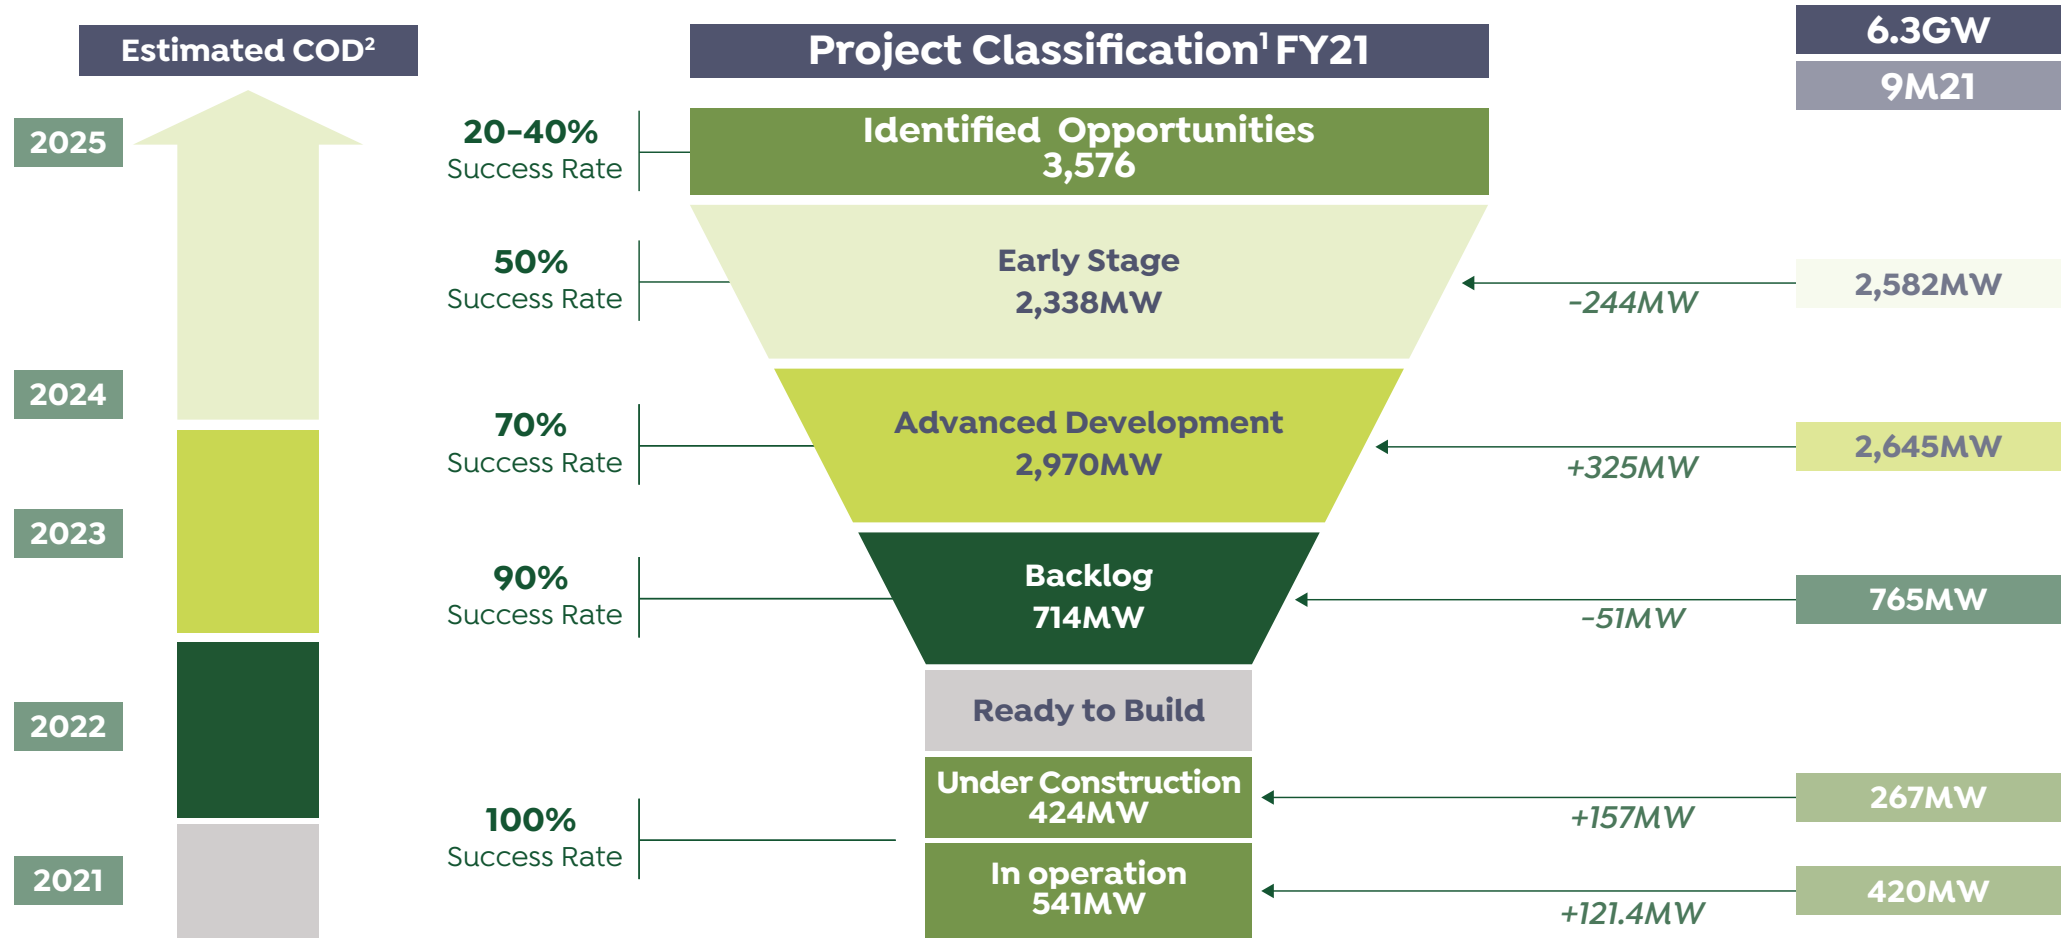 Estimated COD²
Project Classification¹ FY21
6.3GW
9M21
2025
20-40%
Success Rate
Identified Opportunities
3,576
50%
Success Rate
Early Stage
2,338MW
-244MW
2,582MW
2024
70%
Success Rate
Advanced Development
2,970MW
+325MW
2,645MW
2023
90%
Success Rate
Backlog
714MW
-51MW
765MW
2022
Ready to Build
100%
Success Rate
Under Construction
424MW
+157MW
267MW
2021
In operation
541MW
+121.4MW
420MW